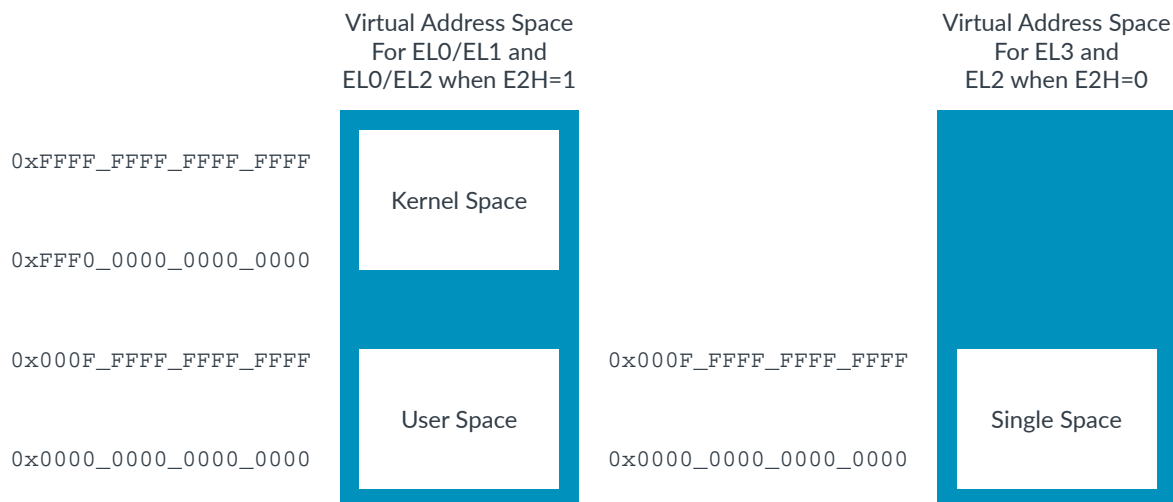 Virtual Address Space
For EL0/EL1 and
EL0/EL2 when E2H=1
0xFFFF_FFFF_FFFF_FFFF
Kernel Space
0xFFF0_0000_0000_0000
0x000F_FFFF_FFFF_FFFF
User Space
0x0000_0000_0000_0000
Virtual Address Space
For EL3 and
EL2 when E2H=0
0x000F_FFFF_FFFF_FFFF
Single Space
0x0000_0000_0000_0000